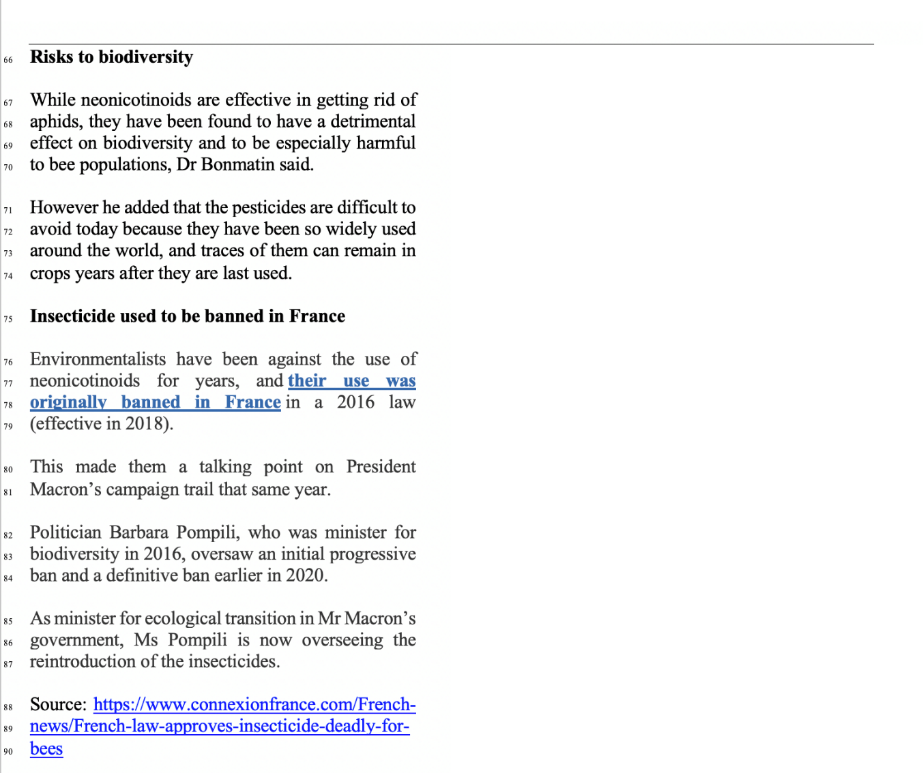 66 Risks to biodiversity
67 While neonicotinoids are effective in getting rid of
68 aphids, they have been found to have a detrimental
69 effect on biodiversity and to be especially harmful
70 to bee populations, Dr Bonmatin said.
71 However he added that the pesticides are difficult to
72 avoid today because they have been so widely used
73 around the world, and traces of them can remain in
74 crops years after they are last used.
75 Insecticide used to be banned in France
76 Environmentalists have been against the use of
77 neonicotinoids for years, and their use was
78 originally banned in France in a 2016 law
79 (effective in 2018).
80 This made them a talking point on President
81 Macron’s campaign trail that same year.
82 Politician Barbara Pompili, who was minister for
83 biodiversity in 2016, oversaw an initial progressive
84 ban and a definitive ban earlier in 2020.
85 As minister for ecological transition in Mr Macron’s
86 government, Ms Pompili is now overseeing the
87 reintroduction of the insecticides.
88 Source: https://www.connexionfrance.com/French-
89 news/French-law-approves-insecticide-deadly-for-
90 bees